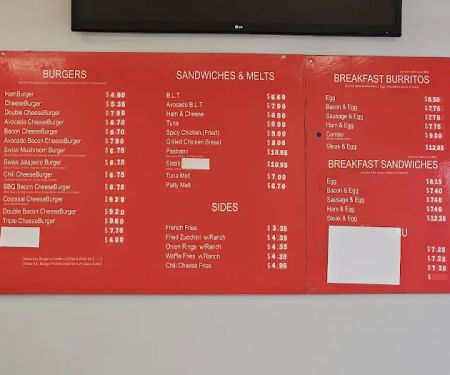 LG
BURGERS
HamBurger $4.80
CheeseBurger $5.35
Double CheeseBurger $7.90
Avocado CheeseBurger $6.70
Bacon CheeseBurger $6.70
Avocado Bacon CheeseBurger $7.90
Swiss Mushroom Burger $6.75
Swiss Jalapeno Burger $6.75
Chili CheeseBurger $6.75
BBQ Bacon CheeseBurger $6.75
Colossal CheeseBurger $9.20
Double Bacon CheeseBurger $9.20
Triple CheeseBurger $9.60
$7.70
$4.00
SANDWICHES & MELTS
B.L.T. $6.60
Avocado B.L.T. $7.90
Ham & Cheese $6.50
Tuna $6.90
Spicy Chicken (Fried) $8.00
Grilled Chicken Breast $8.00
Pastrami $10.95
Steak $10.95
Tuna Melt $7.00
Patty Melt $6.70
SIDES
French Fries $3.35
Fried Zucchini w/Ranch $4.35
Onion Rings w/Ranch $4.35
Waffle Fries w/Ranch $4.35
Chili Cheese Fries $4.95
BREAKFAST BURRITOS
Egg $6.50
Bacon & Egg $7.75
Sausage & Egg $7.75
Ham & Egg $7.75
Combo $8.00
Steak & Egg $12.05
BREAKFAST SANDWICHES
Egg $6.15
Bacon & Egg $7.40
Sausage & Egg $7.40
Ham & Egg $7.40
Steak & Egg $12.25
U
$7.25
$7.25
$7.25
$